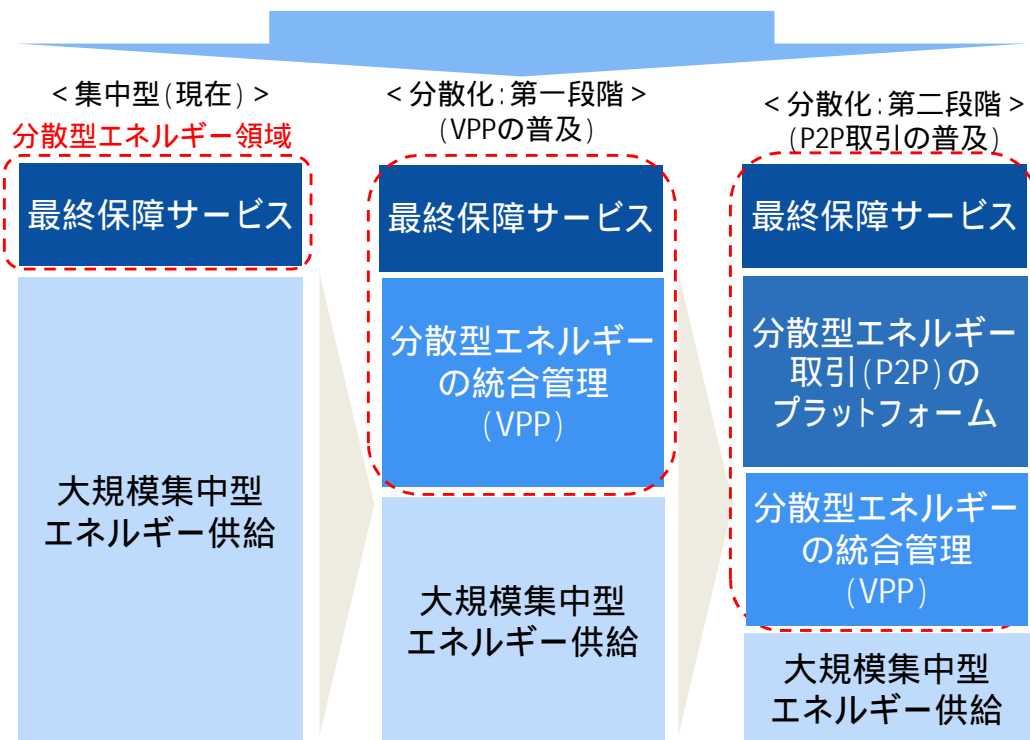 <集中型(現在)>
分散型エネルギー領域
最終保障サービス
大規模集中型
エネルギー供給
<分散化:第一段階>
(VPPの普及)
最終保障サービス
分散型エネルギー
の統合管理
(VPP)
大規模集中型
エネルギー供給
<分散化:第二段階>
(P2P取引の普及)
最終保障サービス
分散型エネルギー
取引(P2P)の
プラットフォーム
分散型エネルギー
の統合管理
(VPP)
大規模集中型
エネルギー供給